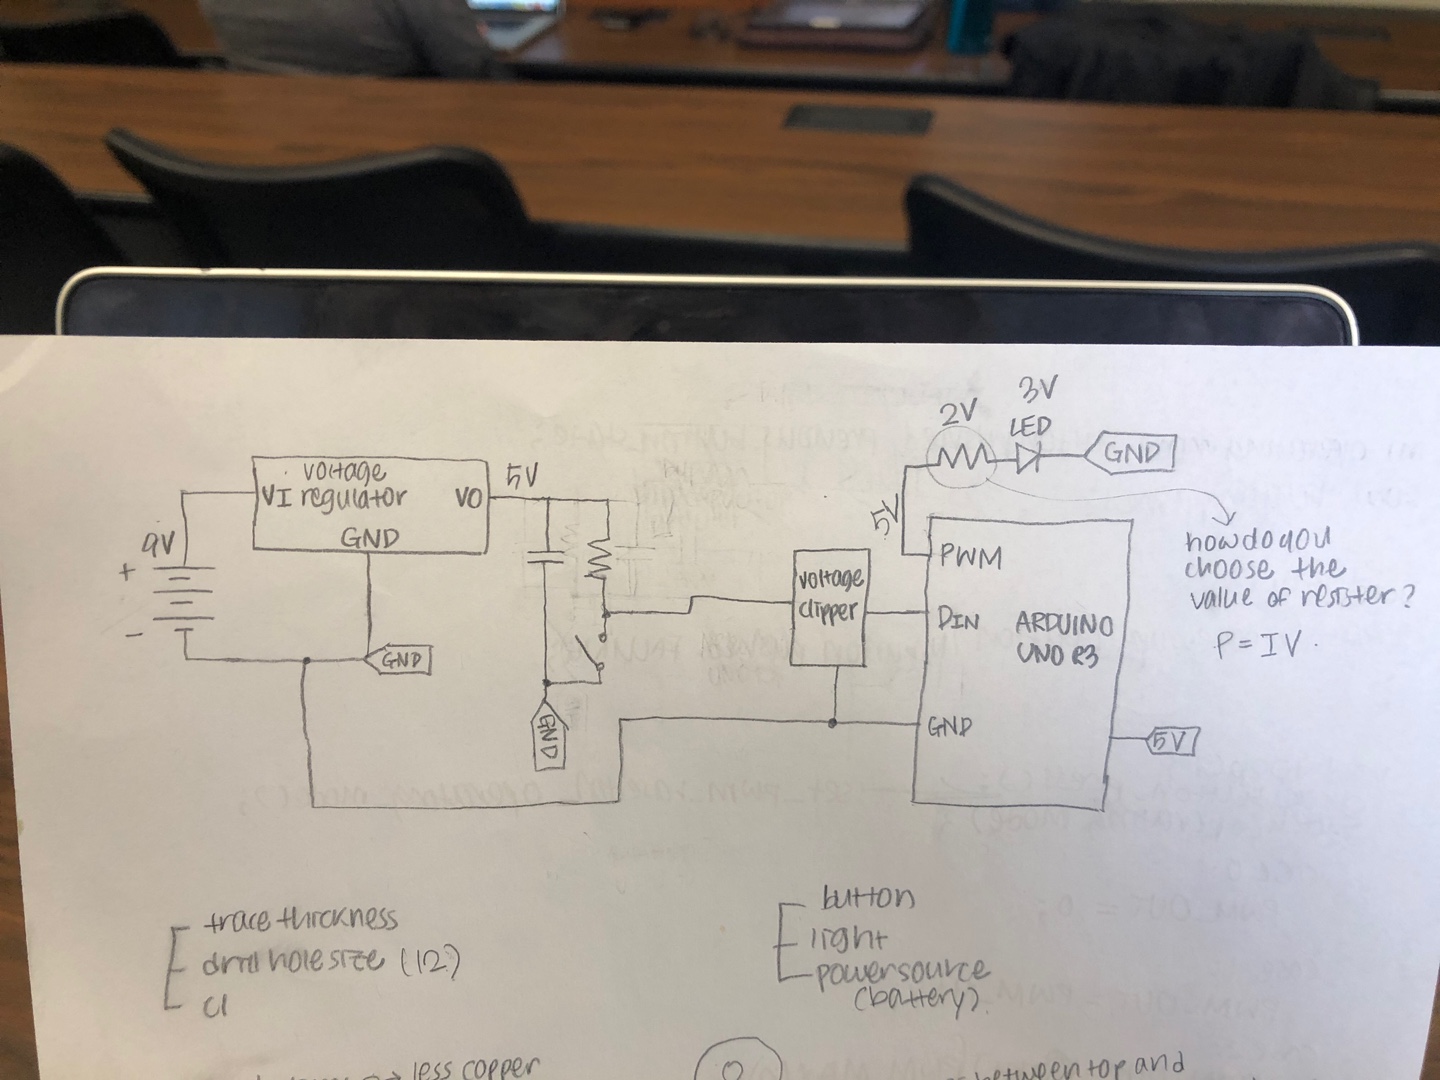 3V
2V
LED
GND
5V
voltage
VI regulator
VO
GND
5V
9V
+
-
GND
GND
voltage
clipper
PWM
DIN
ARDUINO
UNO R3
GND
5V
how do you
choose the
value of resister?
P = IV.
trace thickness
drill hole size (12?)
cl
button
light
power source
(battery).
less copper
between top and